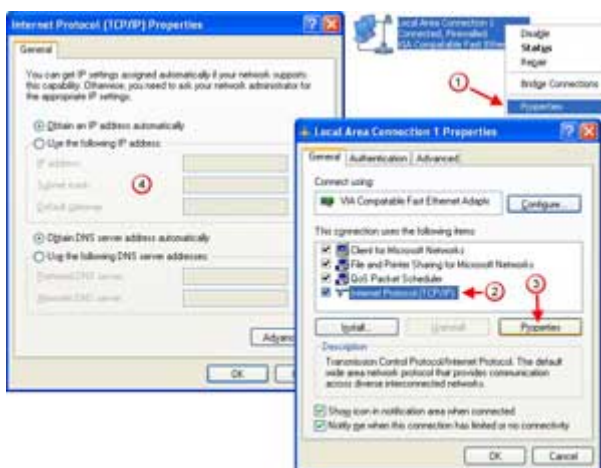 Internet Protocol (TCP/IP) Properties
General
You can get IP settings assigned automatically if your network supports
this capability. Otherwise, you need to ask your network administrator for
the appropriate IP settings.
Obtain an IP address automatically
Use the following IP address:
IP address:
Subnet mask:
Default gateway:
4
Obtain DNS server address automatically
Use the following DNS server addresses:
Preferred DNS server:
Alternate DNS server:
OK
Local Area Connection 1
Connected, Firewalled
VIA Compatable Fast
Disable
Status
Repair
Bridge Connections
Properties
1
Local Area Connection 1 Properties
General
Authentication
Advanced
Connect using:
VIA Compatable Fast Ethernet Adapte
Configure...
This connection uses the following items:
Client for Microsoft Networks
File and Printer Sharing for Microsoft Networks
QoS Packet Scheduler
Internet Protocol (TCP/IP)
2
3
Install...
Uninstall
Properties
Description
Transmission Control Protocol/Internet Protocol. The default
wide area network protocol that provides communication
across diverse interconnected networks.
Show icon in notification area when connected
Notify me when this connection has limited or no connectivity
OK
Cancel